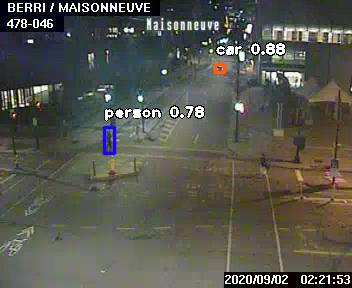 BERRI / MAISONNEUVE
478-046
Maisonneuve
car 0.88
person 0.78
2020/09/02 02:21:53